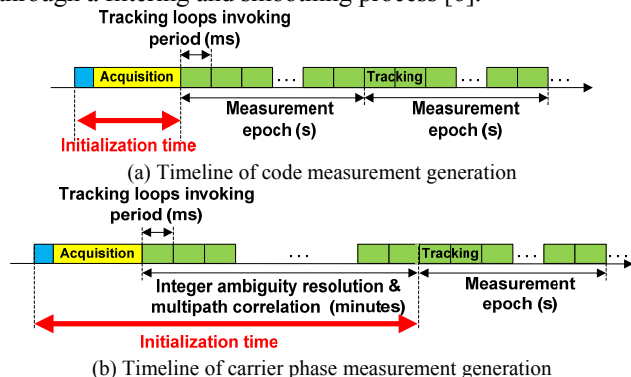 through a filtering and smoothing process [6].
Tracking loops invoking
period (ms)
Acquisition
...
Tracking
...
...
Measurement
epoch (s)
Measurement
epoch (s)
Initialization time
(a) Timeline of code measurement generation
Tracking loops invoking
period (ms)
Acquisition
...
Tracking
...
...
Integer ambiguity resolution &
multipath correlation (minutes)
Measurement
epoch (s)
Initialization time
(b) Timeline of carrier phase measurement generation